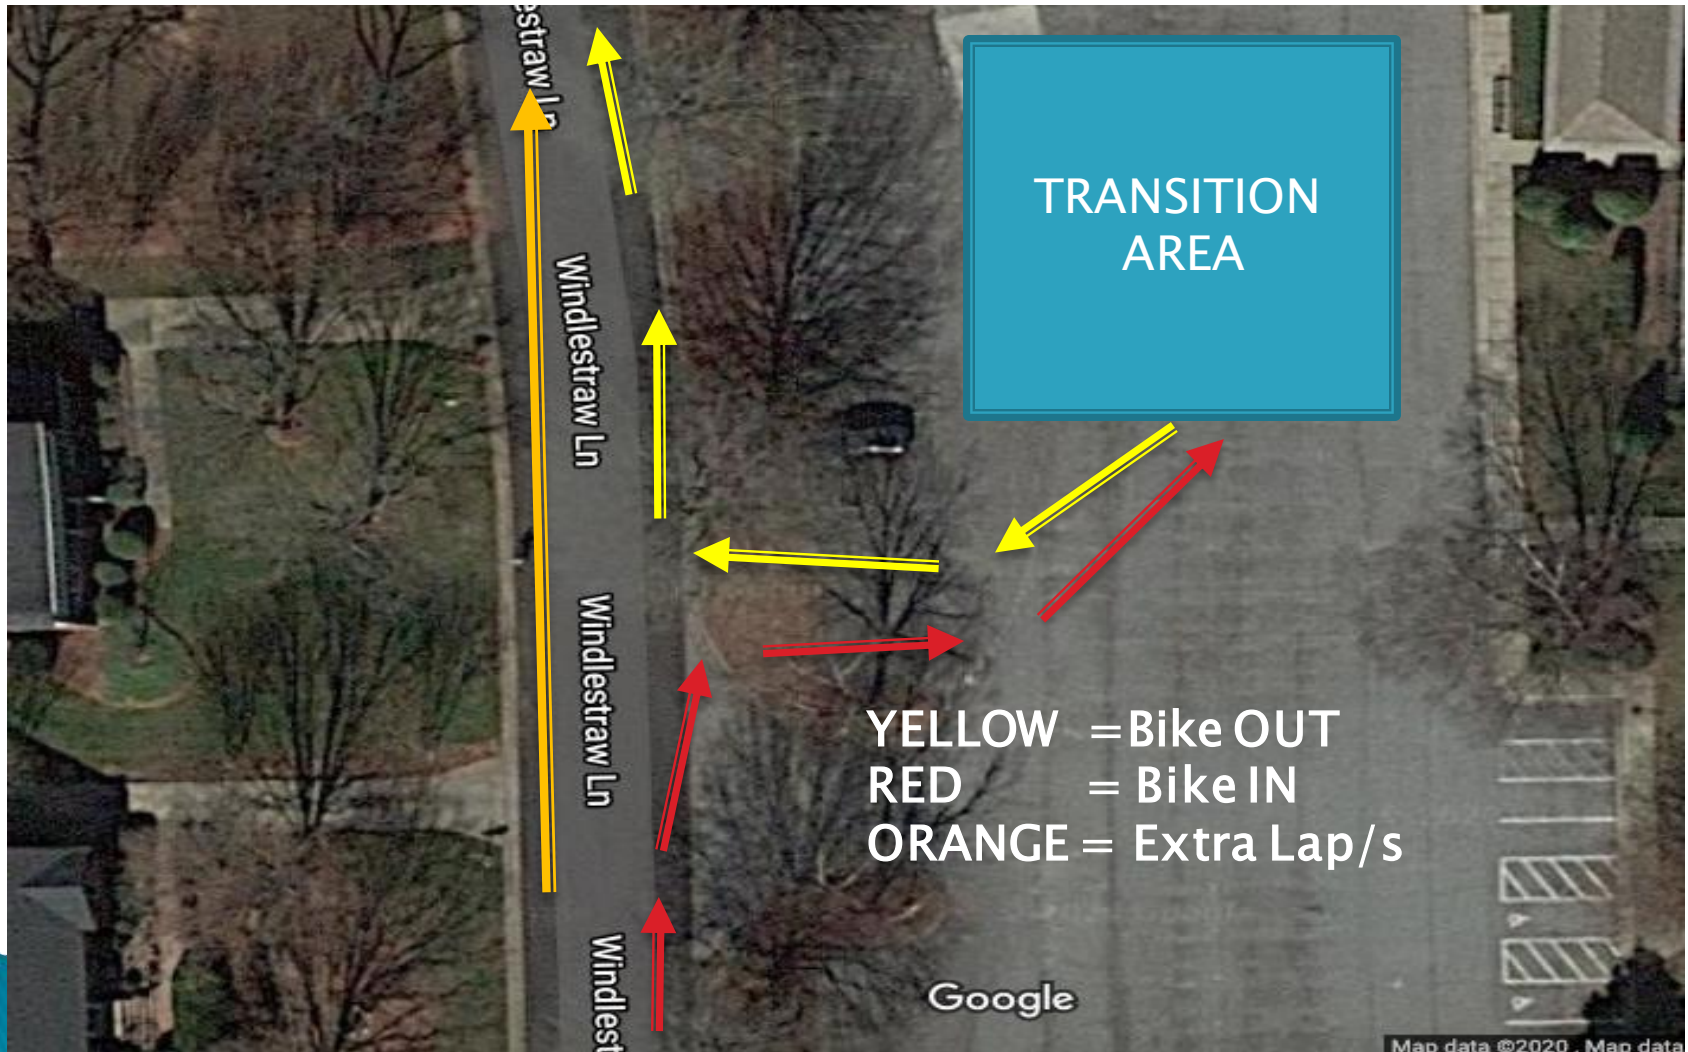 estraw Ln
Windlestraw Ln
Windlestraw Ln
Windlest
TRANSITION
AREA
YELLOW =Bike OUT
RED = Bike IN
ORANGE = Extra Lap/s
Google
Map data ©2020 , Map data